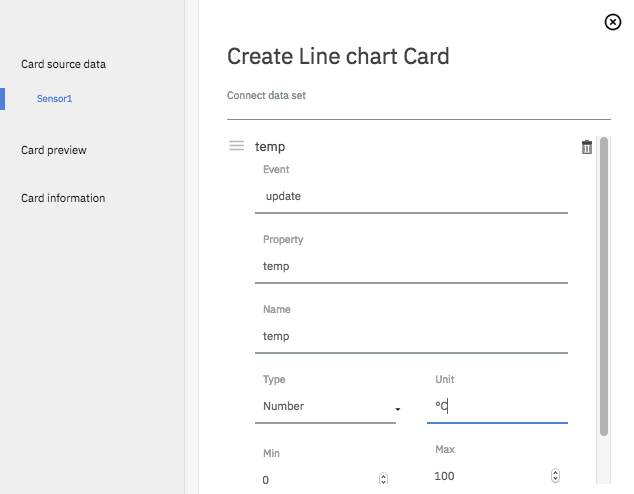 Create Line chart Card
Card source data
Connect data set
Sensor1
temp
Card preview
Event
update
Card information
Property
temp
Name
temp
Type Unit
Number °C
Min Max
0 100